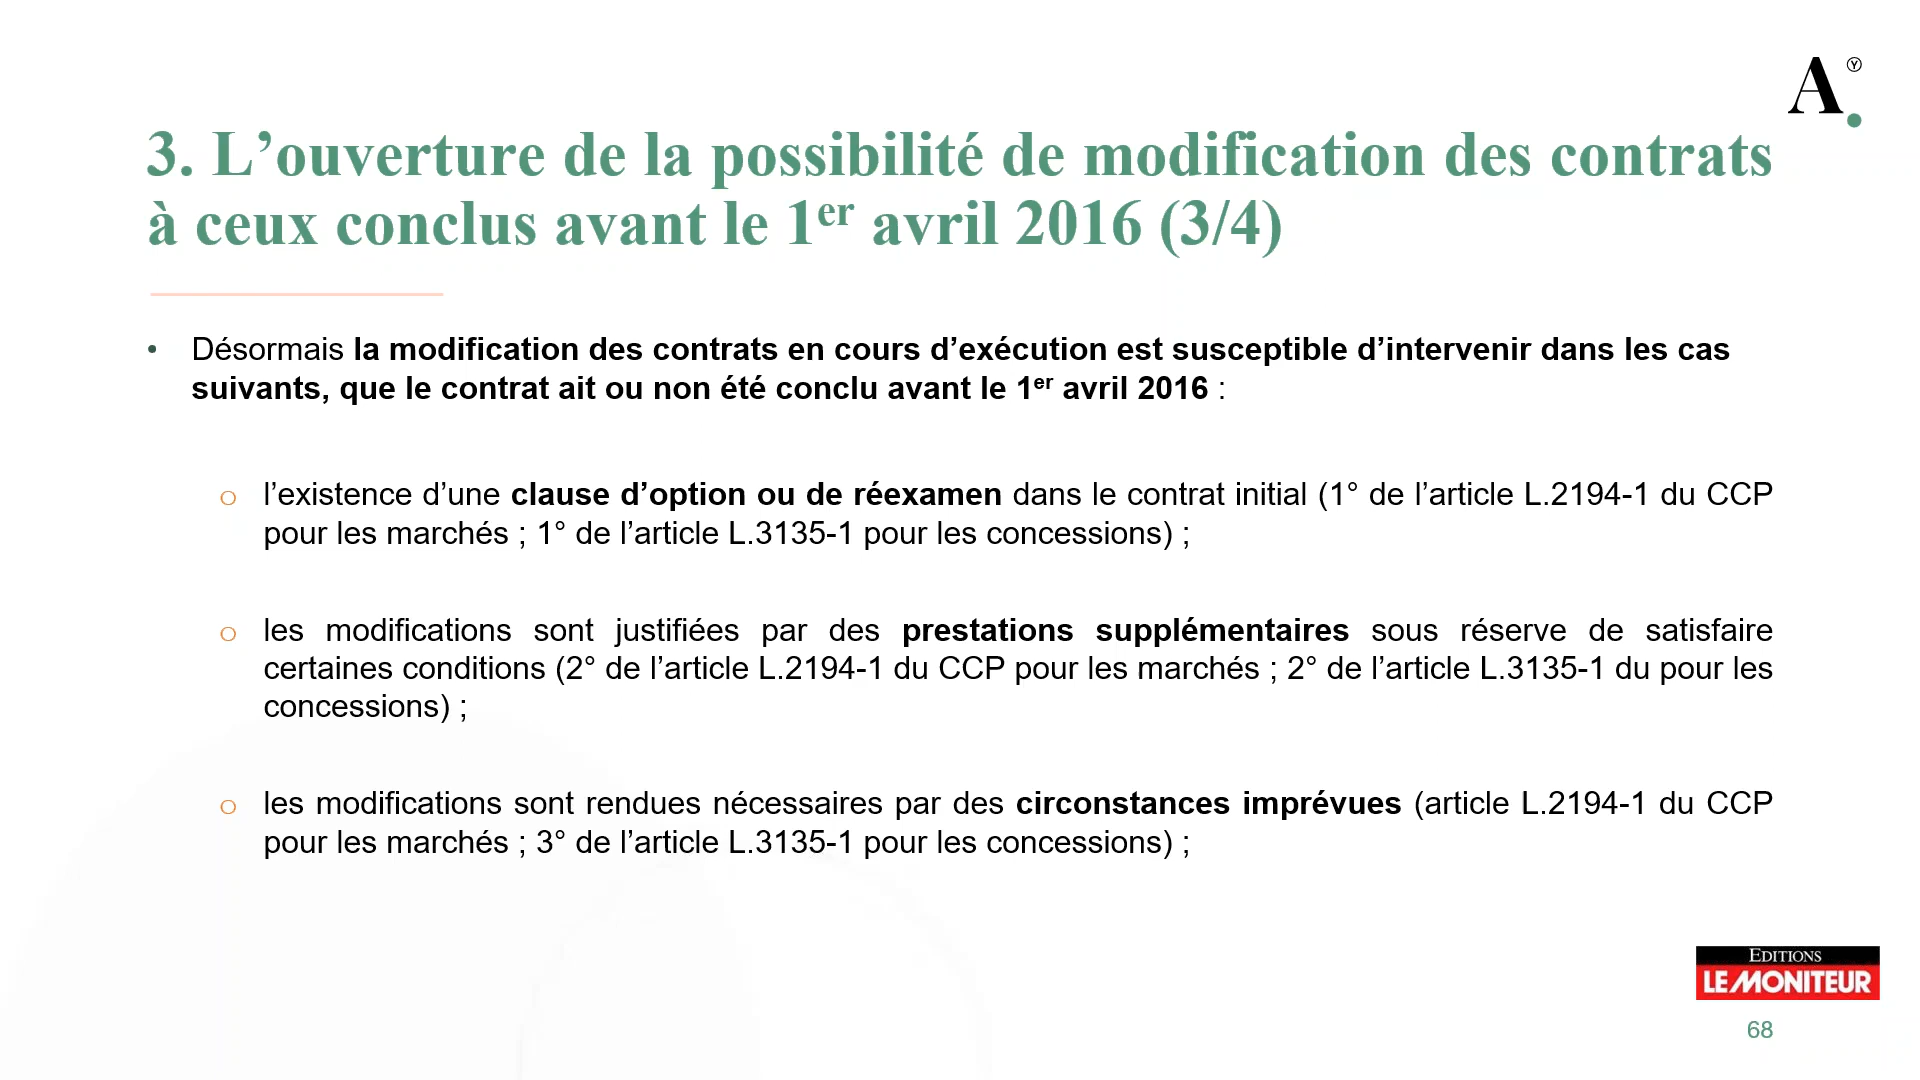 A.
3. L’ouverture de la possibilité de modification des contrats
à ceux conclus avant le 1er avril 2016 (3/4)
• Désormais la modification des contrats en cours d’exécution est susceptible d’intervenir dans les cas
suivants, que le contrat ait ou non été conclu avant le 1er avril 2016 :
o l’existence d’une clause d’option ou de réexamen dans le contrat initial (1° de l’article L.2194-1 du CCP
pour les marchés ; 1° de l’article L.3135-1 pour les concessions) ;
o les modifications sont justifiées par des prestations supplémentaires sous réserve de satisfaire
certaines conditions (2° de l’article L.2194-1 du CCP pour les marchés ; 2° de l’article L.3135-1 du pour les
concessions) ;
o les modifications sont rendues nécessaires par des circonstances imprévues (article L.2194-1 du CCP
pour les marchés ; 3° de l’article L.3135-1 pour les concessions) ;
EDITIONS
LE MONITEUR
68